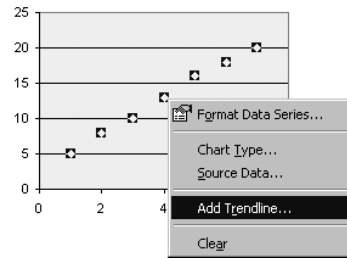 25
20
15
10
5
0
0 2 4
Format Data Series...
Chart Type...
Source Data...
Add Trendline...
Clear